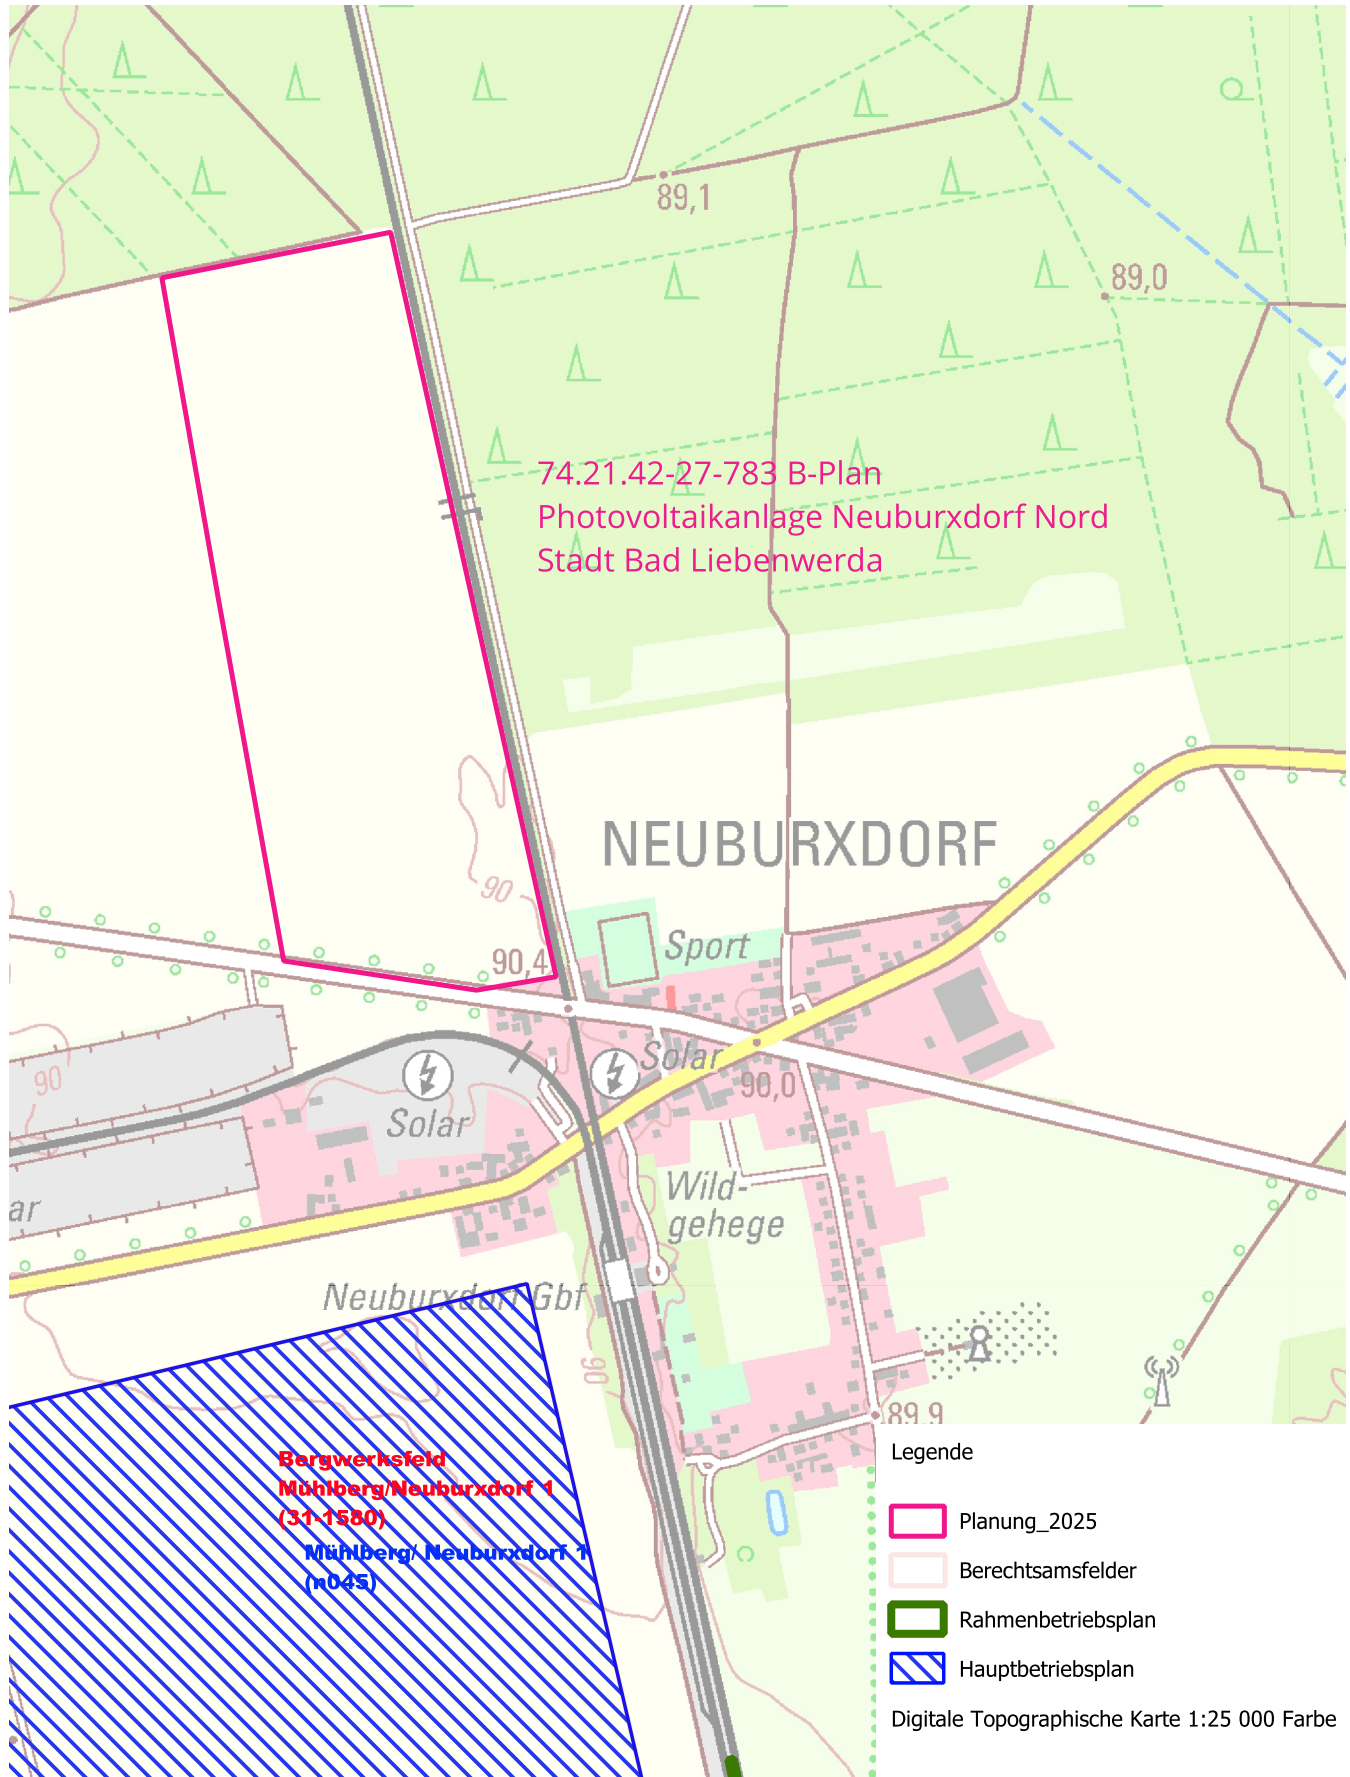 89,1
89,0
74.21.42-27-783 B-Plan
Photovoltaikanlage Neuburxdorf Nord
Stadt Bad Liebenwerda
NEUBURXDORF
90
90,4
Sport
Solar
90,0
90
Solar
ar
Wild-
gehege
Neuburxdorf Gbf
90
89,9
Bergwerksfeld
Mühlberg/Neuburxdorf 1
(31-1580)
Mühlberg/ Neuburxdorf 1
(n045)
Legende
Planung_2025
Berechtsamsfelder
Rahmenbetriebsplan
Hauptbetriebsplan
Digitale Topographische Karte 1:25 000 Farbe